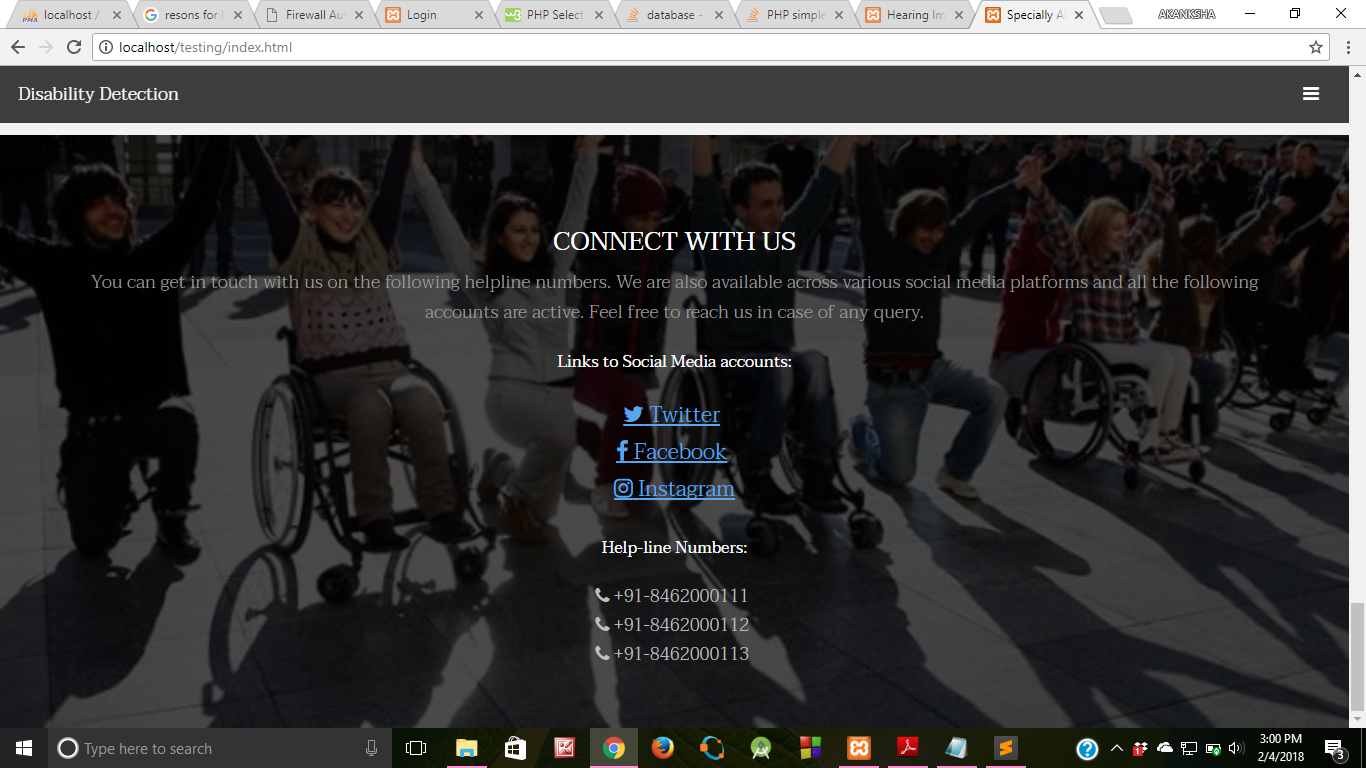 localhost /
resons for
Firewall Au
Login
PHP Select
database -
PHP simple
Hearing Im
Specially A
AKANKSHA
localhost/testing/index.html
Disability Detection
CONNECT WITH US
You can get in touch with us on the following helpline numbers. We are also available across various social media platforms and all the following
accounts are active. Feel free to reach us in case of any query.
Links to Social Media accounts:
Twitter
Facebook
Instagram
Help-line Numbers:
+91-8462000111
+91-8462000112
+91-8462000113
Type here to search
3:00 PM
2/4/2018
3